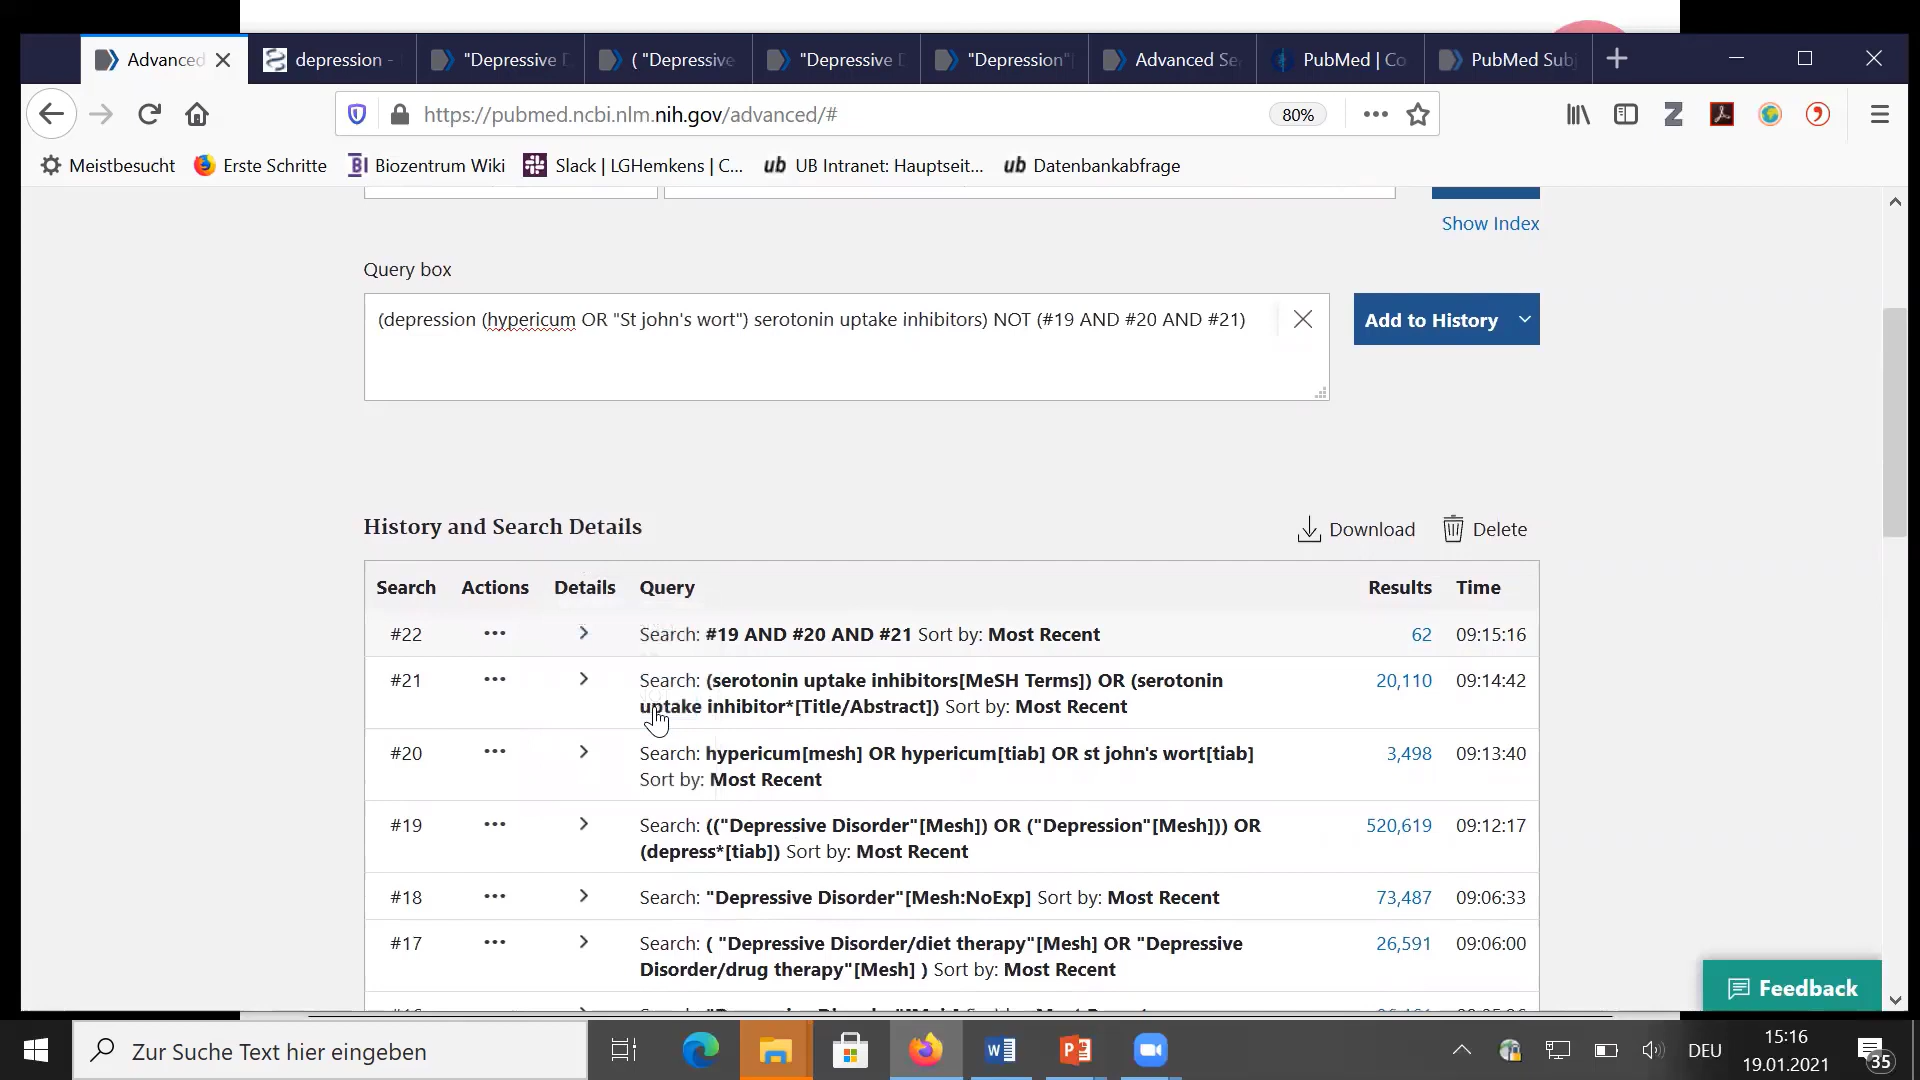 Advanced
depression -
"Depressive D
( "Depressive
"Depressive D
"Depression"[
Advanced Se
PubMed | Co
PubMed Sub
https://pubmed.ncbi.nlm.nih.gov/advanced/#
80%
Meistbesucht
Erste Schritte
Biozentrum Wiki
Slack | LGHemkens | C...
ub UB Intranet: Hauptseit...
ub Datenbankabfrage
Show Index
Query box
(depression (hypericum OR "St john's wort") serotonin uptake inhibitors) NOT (#19 AND #20 AND #21)
Add to History
History and Search Details
Download
Delete
Search Actions Details Query Results Time
#22 ... Search: #19 AND #20 AND #21 Sort by: Most Recent 62 09:15:16
#21 ... Search: (serotonin uptake inhibitors[MeSH Terms]) OR (serotonin 20,110 09:14:42
uptake inhibitor*[Title/Abstract]) Sort by: Most Recent
#20 ... Search: hypericum[mesh] OR hypericum[tiab] OR st john's wort[tiab] 3,498 09:13:40
Sort by: Most Recent
#19 ... Search: (("Depressive Disorder"[Mesh]) OR ("Depression"[Mesh])) OR 520,619 09:12:17
(depress*[tiab]) Sort by: Most Recent
#18 ... Search: "Depressive Disorder"[Mesh:NoExp] Sort by: Most Recent 73,487 09:06:33
#17 ... Search: ( "Depressive Disorder/diet therapy"[Mesh] OR "Depressive 26,591 09:06:00
Disorder/drug therapy"[Mesh] ) Sort by: Most Recent
Feedback
Zur Suche Text hier eingeben
DEU
15:16
19.01.2021
35